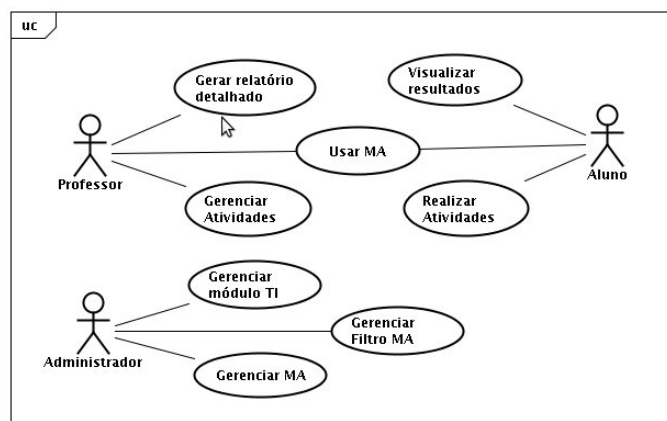 uc
Gerar relatório
detalhado
Visualizar
resultados
Usar MA
Professor
Aluno
Gerenciar
Atividades
Realizar
Atividades
Gerenciar
módulo TI
Gerenciar
Filtro MA
Administrador
Gerenciar MA